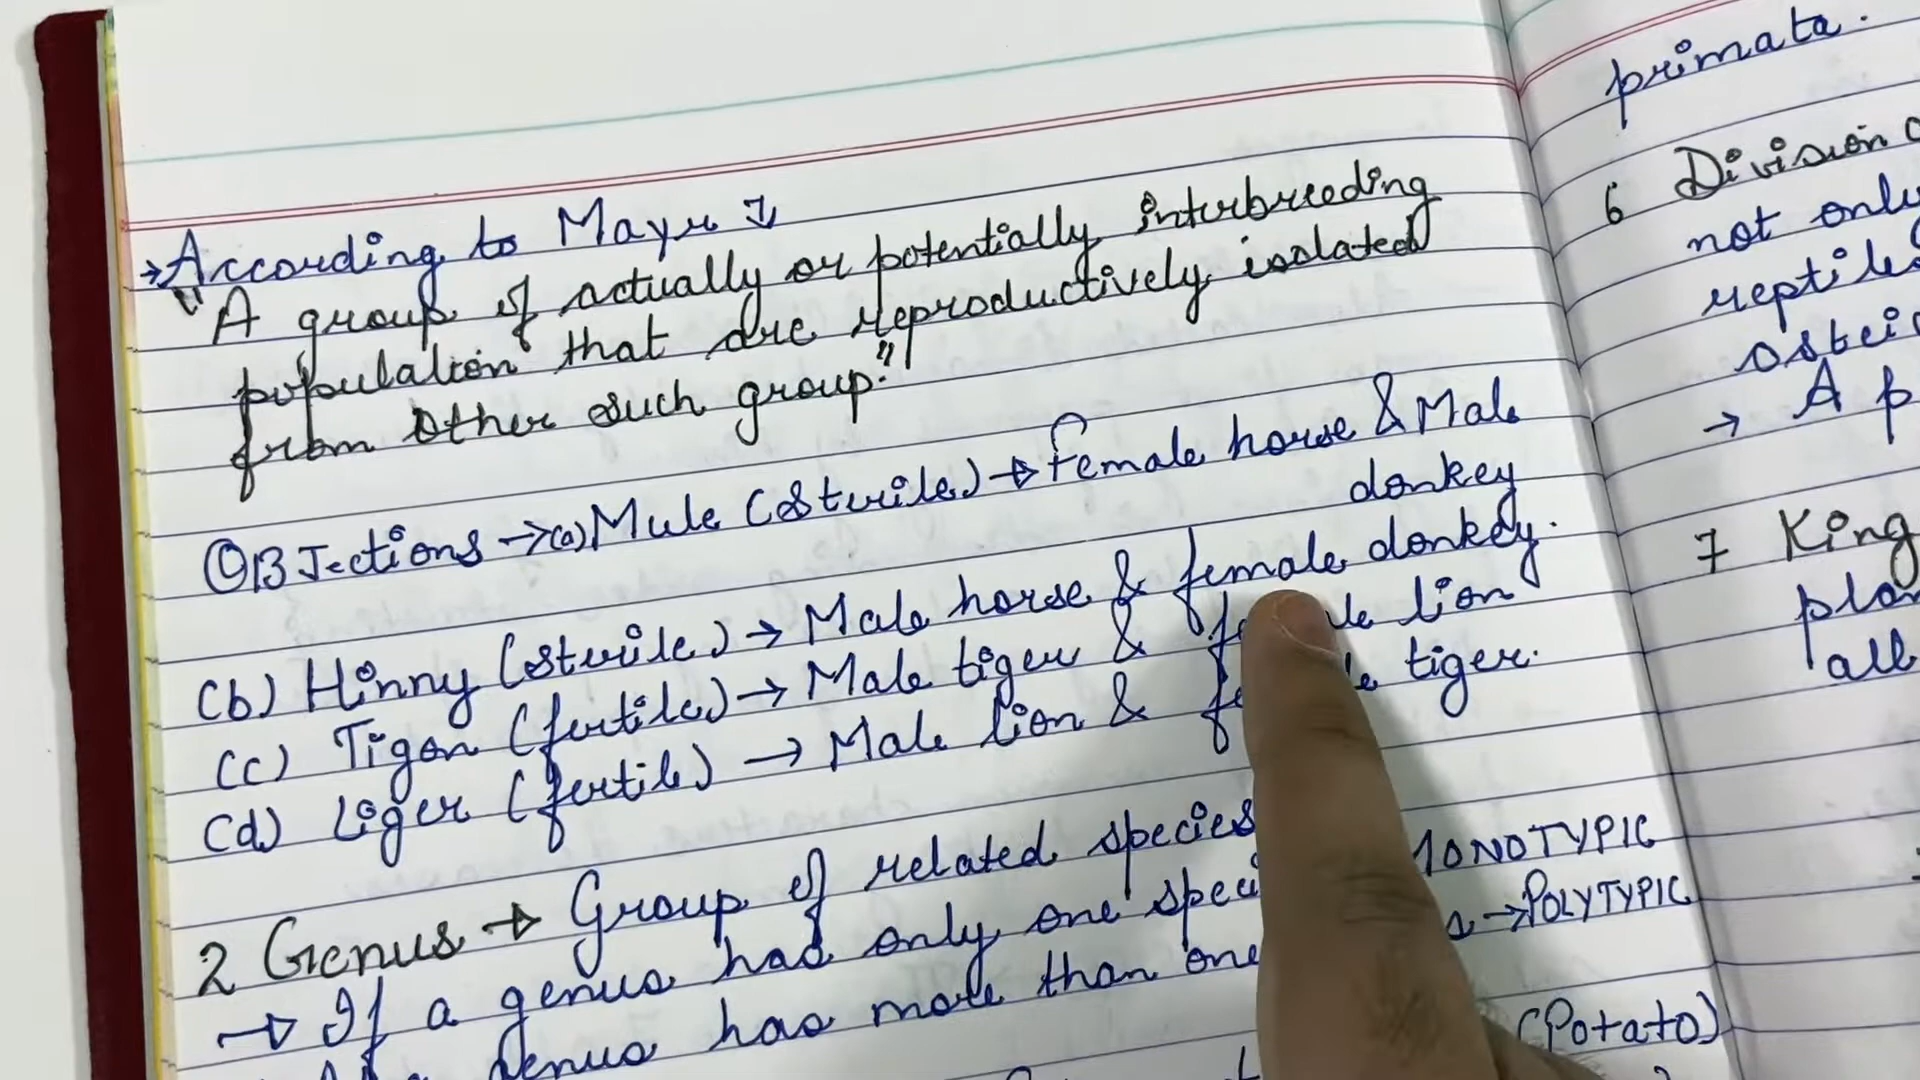 → According to Mayr
"A group of actually or potentially interbreeding
population that are reproductively isolated
from other such group."
OBJections → (a) Mule (sterile) → female horse & Male
donkey
(b) Hinny (sterile) → Male horse & female donkey.
(c) Tigon (fertile) → Male tiger & lion
(d) Liger (fertile) → Male lion & tiger.
2 Genus → Group of related species
→ If a genus has only one MONOTYPIC
genus has more than one → POLYTYPIC
(Potato)
primata.
6 Division
not only
7
all
→ A